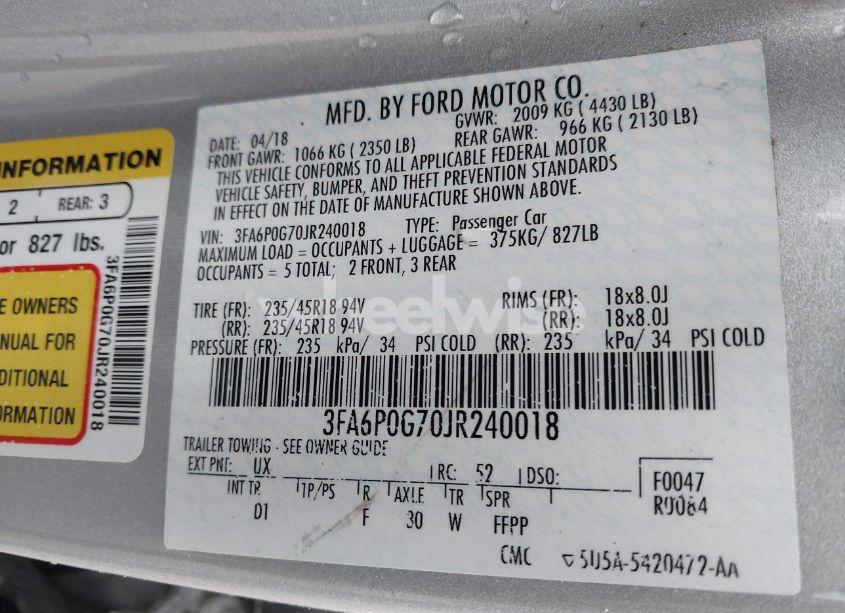 INFORMATION
2 REAR: 3
or 827 lbs.
E OWNERS
NUAL FOR
DITIONAL
ORMATION
3FA6P0G70JR240018
MFD. BY FORD MOTOR CO.
DATE: 04/18 GVWR: 2009 KG ( 4430 LB)
FRONT GAWR: 1066 KG ( 2350 LB) REAR GAWR: 966 KG ( 2130 LB)
THIS VEHICLE CONFORMS TO ALL APPLICABLE FEDERAL MOTOR
VEHICLE SAFETY, BUMPER, AND THEFT PREVENTION STANDARDS
IN EFFECT ON THE DATE OF MANUFACTURE SHOWN ABOVE.
VIN: 3FA6P0G70JR240018 TYPE: Passenger Car
MAXIMUM LOAD = OCCUPANTS + LUGGAGE = 375KG/ 827LB
OCCUPANTS = 5 TOTAL; 2 FRONT, 3 REAR
TIRE (FR): 235/45R18 94V RIMS (FR): 18x8.0J
(RR): 235/45R18 94V (RR): 18x8.0J
PRESSURE (FR): 235 kPa/ 34 PSI COLD (RR): 235 kPa/ 34 PSI COLD
3FA6P0G70JR240018
TRAILER TOWING - SEE OWNER GUIDE
EXT PNT: UX RC: 52 DSO: F0047
INT TR TP/PS R AXLE TR SPR R0084
D1 F 30 W FFPP
CMC 5U5A-5420472-AA